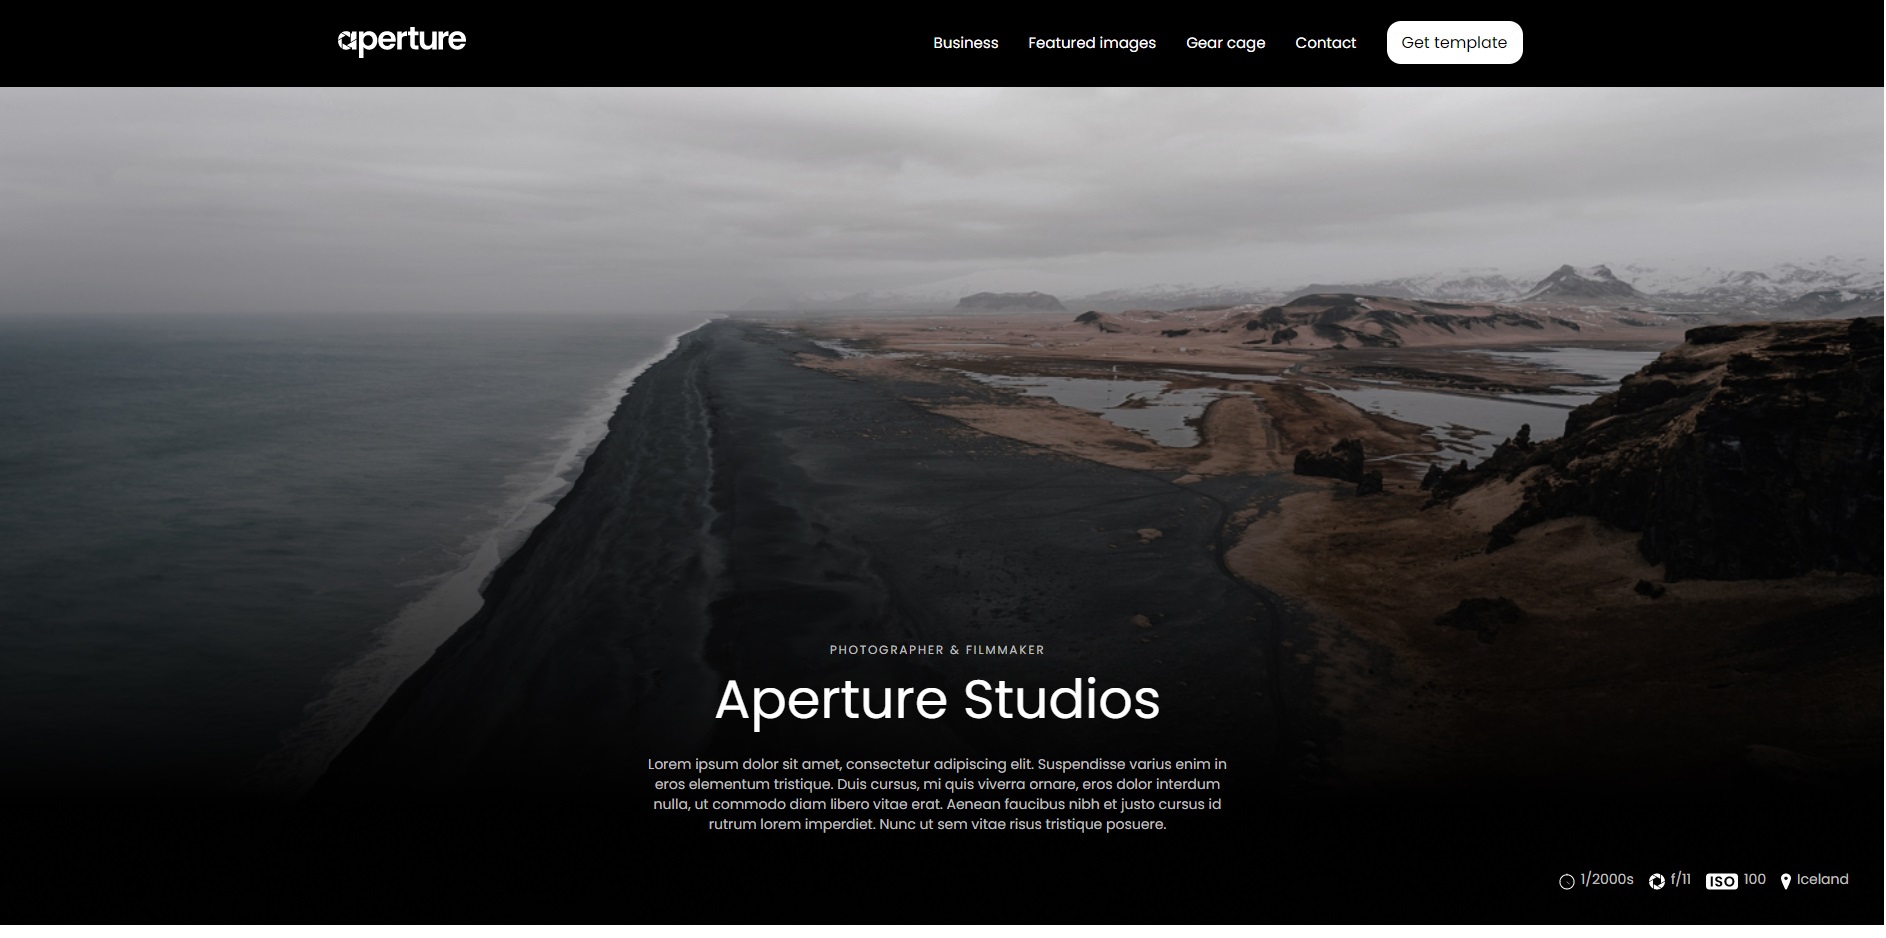 aperture
Business Featured images Gear cage Contact Get template
PHOTOGRAPHER & FILMMAKER
Aperture Studios
Lorem ipsum dolor sit amet, consectetur adipiscing elit. Suspendisse varius enim in
eros elementum tristique. Duis cursus, mi quis viverra ornare, eros dolor interdum
nulla, ut commodo diam libero vitae erat. Aenean faucibus nibh et justo cursus id
rutrum lorem imperdiet. Nunc ut sem vitae risus tristique posuere.
1/2000s f/11 ISO 100 Iceland